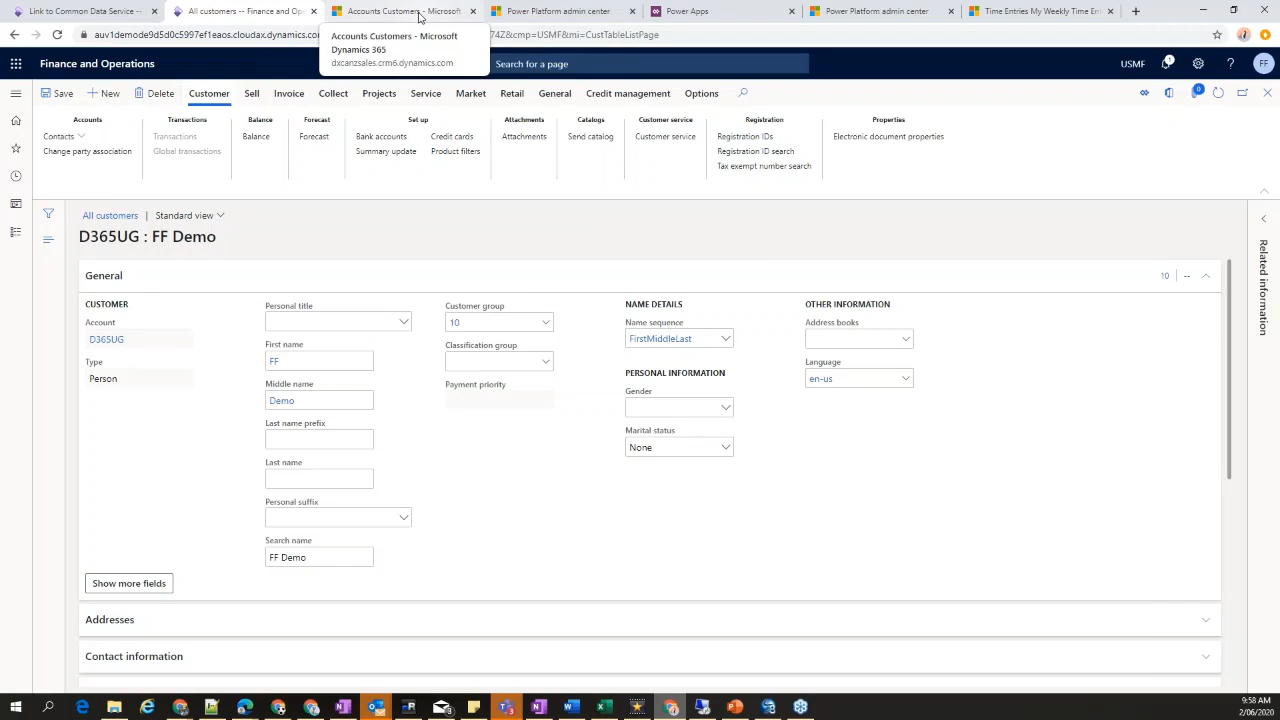 Link to Common Data Service --
All customers -- Finance and Ope
Accounts Customers - Microsoft
Power Platform admin center
Power Apps
Power Platform admin center
Time Entries My Weekly Time Ent
auv1demode9d5d0c5997ef1eaos.cloudax.dynamics.com
74Z&cmp=USMF&mi=CustTableListPage
Accounts Customers - Microsoft
Dynamics 365
dxcanzsales.crm6.dynamics.com
Finance and Operations
Search for a page
USMF
FF
Save
New
Delete
Customer
Sell
Invoice
Collect
Projects
Service
Market
Retail
General
Credit management
Options
0
Accounts
Transactions
Balance
Forecast
Set up
Attachments
Catalogs
Customer service
Registration
Properties
Contacts
Transactions
Balance
Forecast
Bank accounts
Credit cards
Attachments
Send catalog
Customer service
Registration IDs
Electronic document properties
Change party association
Global transactions
Summary update
Product filters
Registration ID search
Tax exempt number search
All customers | Standard view
D365UG : FF Demo
Related information
General
10 | --
CUSTOMER
Account
D365UG
Type
Person
Personal title
First name
FF
Middle name
Demo
Last name prefix
Last name
Personal suffix
Search name
FF Demo
Customer group
10
Classification group
Payment priority
NAME DETAILS
Name sequence
FirstMiddleLast
PERSONAL INFORMATION
Gender
Marital status
None
OTHER INFORMATION
Address books
Language
en-us
Show more fields
Addresses
Contact information
9:58 AM
2/06/2020